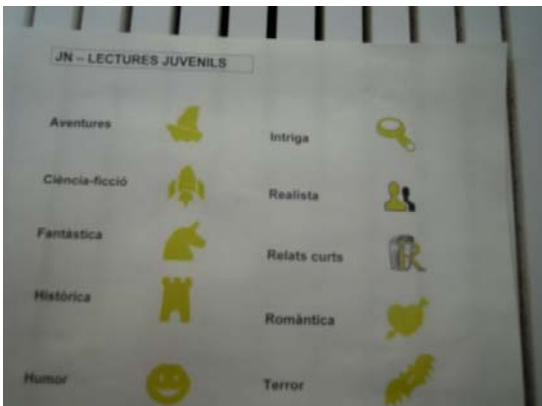 JN – LECTURES JUVENILS
Aventures
Ciència-ficció
Fantàstica
Històrica
Humor
Intriga
Realista
Relats curts
R
Romàntica
Terror